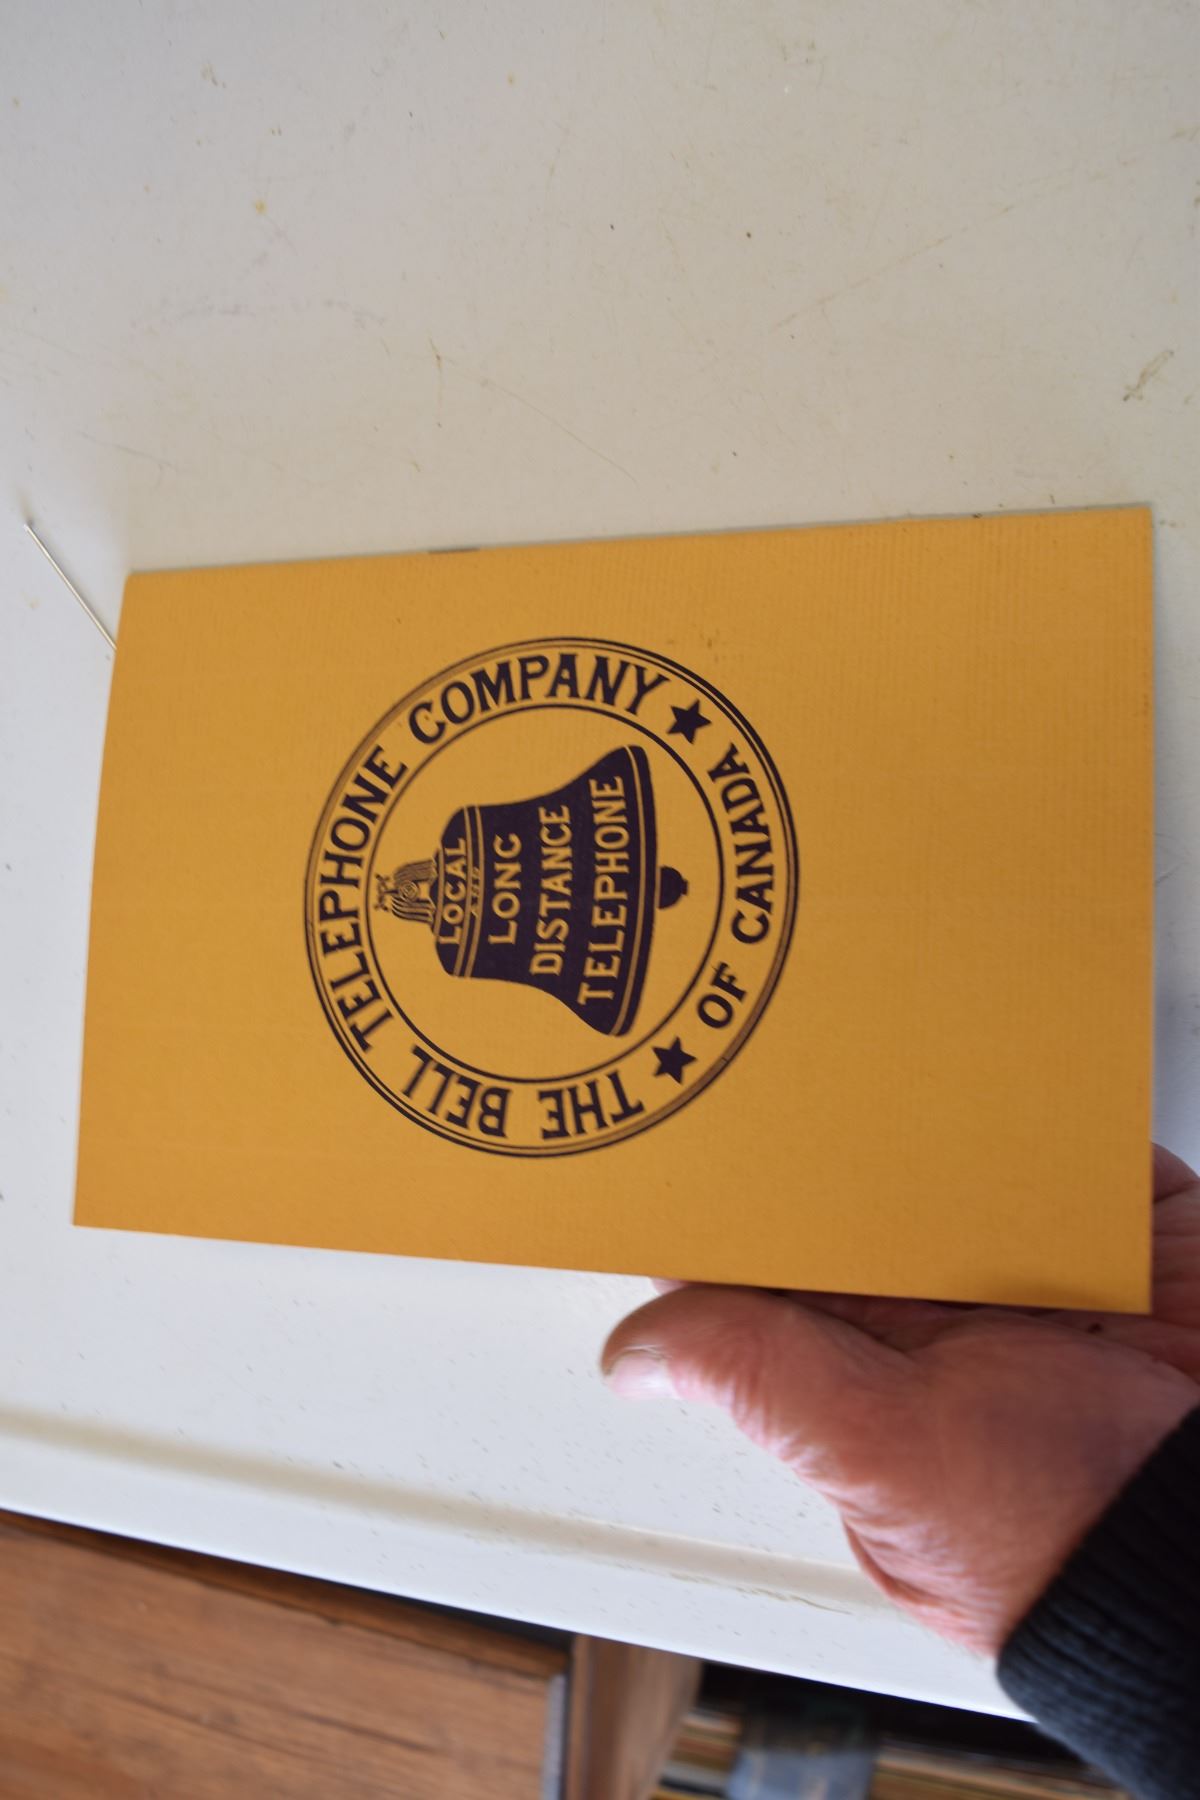 THE BELL TELEPHONE COMPANY
OF CANADA
LOCAL
AND
LONG
DISTANCE
TELEPHONE